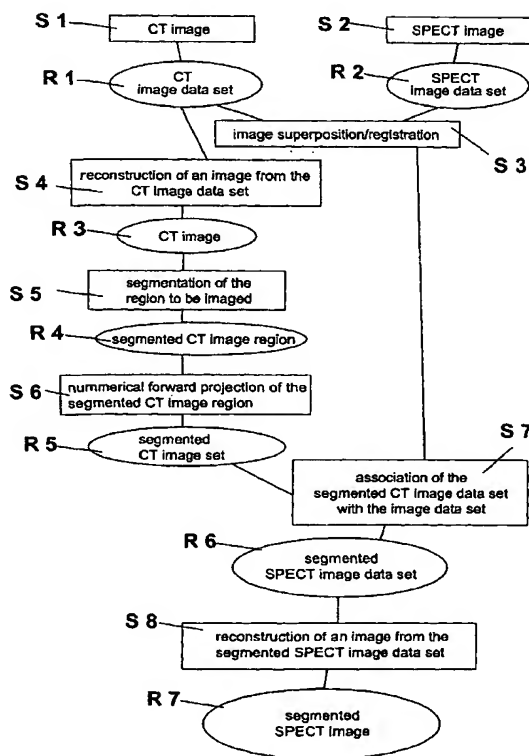 S 1
CT image
S 2
SPECT image
R 1
CT
image data set
R 2
SPECT
image data set
image superposition/registration
S 3
S 4
reconstruction of an image from the
CT image data set
R 3
CT image
S 5
segmentation of the
region to be imaged
R 4
segmented CT image region
S 6
nummerical forward projection of the
segmented CT image region
R 5
segmented
CT image set
S 7
association of the
segmented CT image data set
with the image data set
R 6
segmented
SPECT image data set
S 8
reconstruction of an image from the
segmented SPECT image data set
R 7
segmented
SPECT image